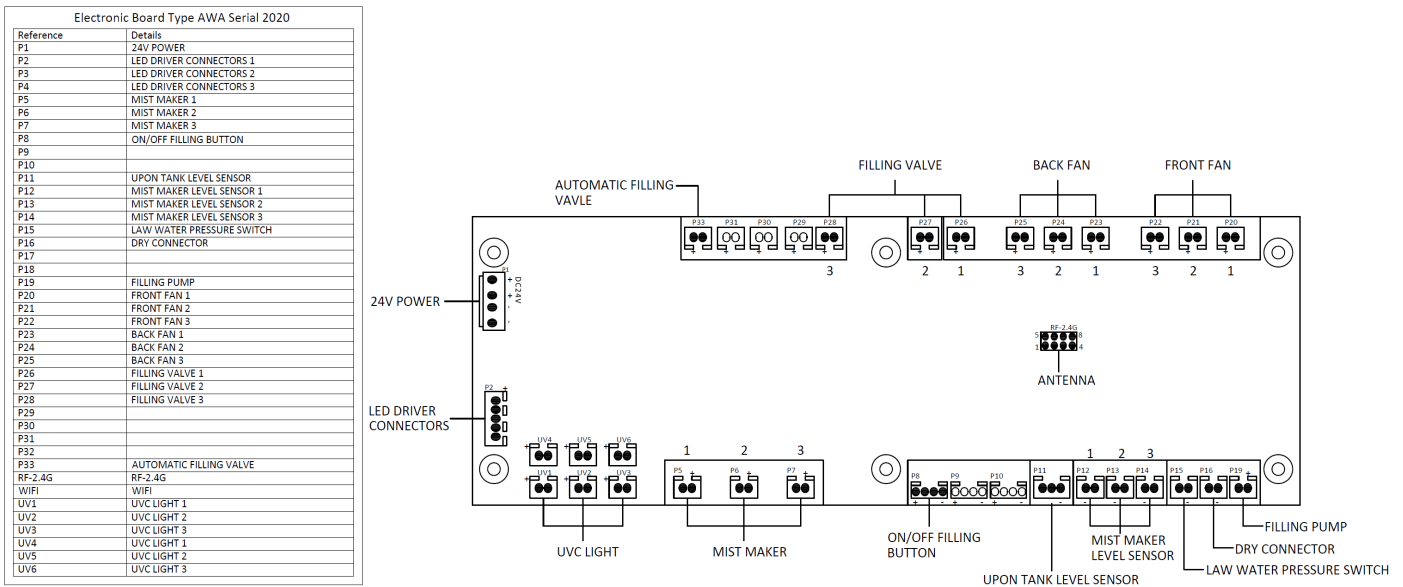 Electronic Board Type AWA Serial 2020
Reference Details
P1 24V POWER
P2 LED DRIVER CONNECTORS 1
P3 LED DRIVER CONNECTORS 2
P4 LED DRIVER CONNECTORS 3
P5 MIST MAKER 1
P6 MIST MAKER 2
P7 MIST MAKER 3
P8 ON/OFF FILLING BUTTON
P9
P10
P11 UPON TANK LEVEL SENSOR
P12 MIST MAKER LEVEL SENSOR 1
P13 MIST MAKER LEVEL SENSOR 2
P14 MIST MAKER LEVEL SENSOR 3
P15 LAW WATER PRESSURE SWITCH
P16 DRY CONNECTOR
P17
P18
P19 FILLING PUMP
P20 FRONT FAN 1
P21 FRONT FAN 2
P22 FRONT FAN 3
P23 BACK FAN 1
P24 BACK FAN 2
P25 BACK FAN 3
P26 FILLING VALVE 1
P27 FILLING VALVE 2
P28 FILLING VALVE 3
P29
P30
P31
P32
P33 AUTOMATIC FILLING VALVE
RF-2.4G RF-2.4G
WIFI WIFI
UV1 UVC LIGHT 1
UV2 UVC LIGHT 2
UV3 UVC LIGHT 3
UV4 UVC LIGHT 1
UV5 UVC LIGHT 2
UV6 UVC LIGHT 3
FILLING VALVE BACK FAN FRONT FAN
AUTOMATIC FILLING
VAVLE
P33 P31 P30 P29 P28 P27 P26 P25 P24 P23 P22 P21 P20
+ + + + + + + + + + + + +
3 2 1 3 2 1 3 2 1
P1
+
+
-
-
DC24V
24V POWER
RF-2.4G
5 8
1 4
ANTENNA
P2 +
LED DRIVER
CONNECTORS
UV4 UV5 UV6
+ + +
UV1 UV2 UV3
+ + +
UVC LIGHT
1 2 3
P5 + P6 + P7 +
MIST MAKER
1 2 3
P8 P9 P10 P11 P12 P13 P14 P15 P16 P19 +
+ - + - + - - - - - - - -
ON/OFF FILLING
BUTTON
UPON TANK LEVEL SENSOR
MIST MAKER
LEVEL SENSOR
FILLING PUMP
DRY CONNECTOR
LAW WATER PRESSURE SWITCH